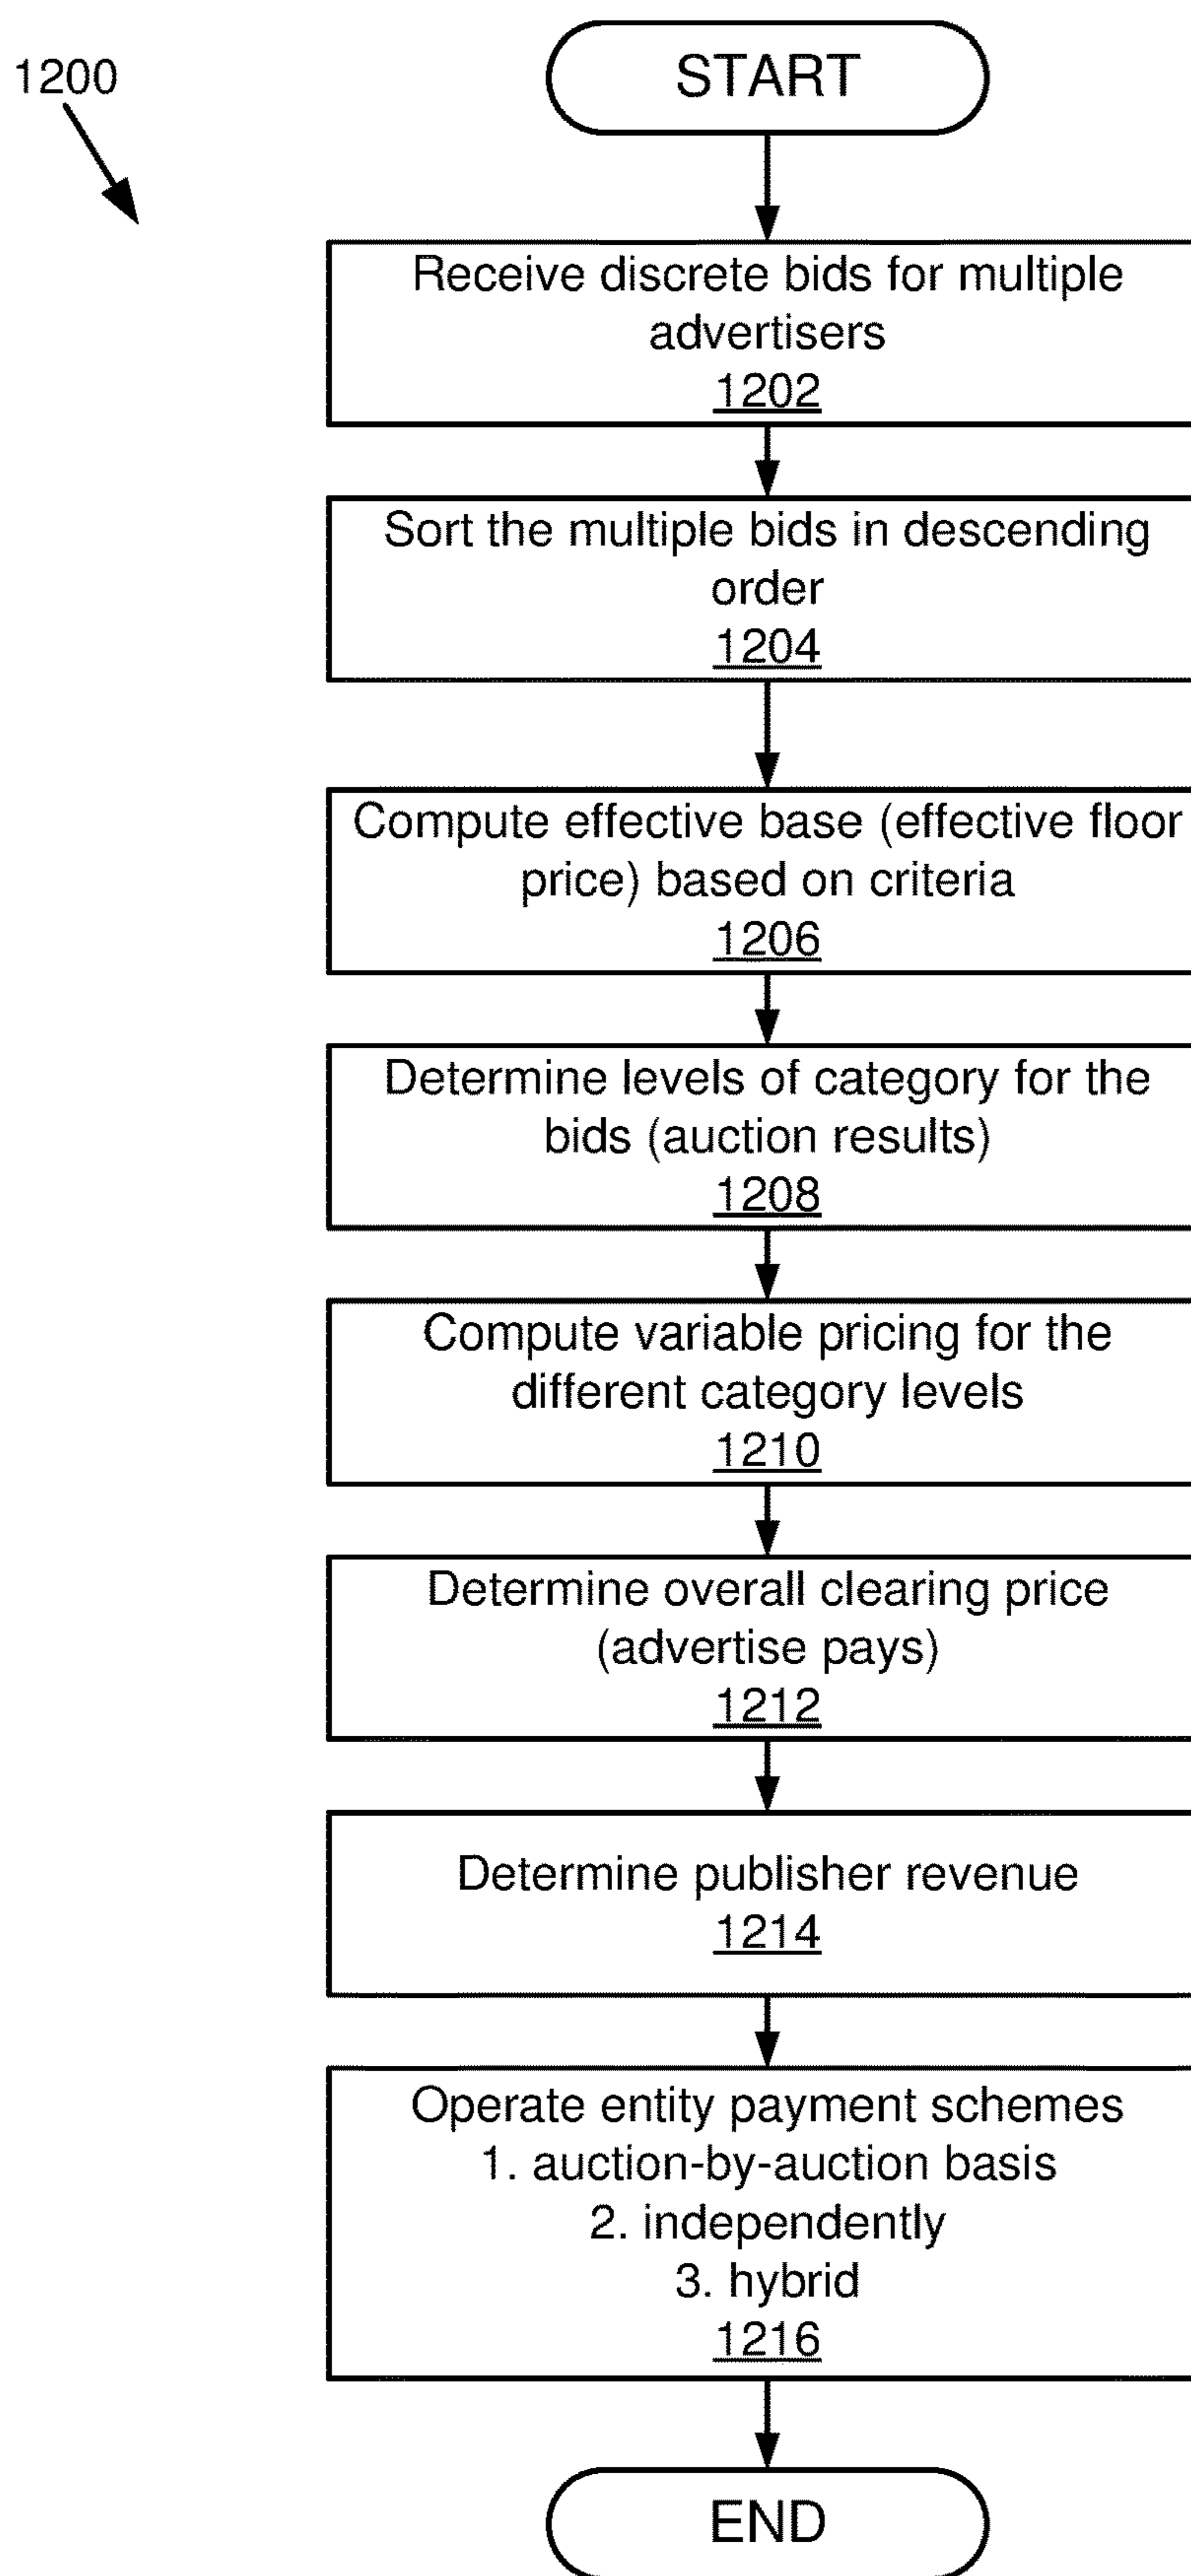 1200
START
Receive discrete bids for multiple
advertisers
1202
Sort the multiple bids in descending
order
1204
Compute effective base (effective floor
price) based on criteria
1206
Determine levels of category for the
bids (auction results)
1208
Compute variable pricing for the
different category levels
1210
Determine overall clearing price
(advertise pays)
1212
Determine publisher revenue
1214
Operate entity payment schemes
1. auction-by-auction basis
2. independently
3. hybrid
1216
END